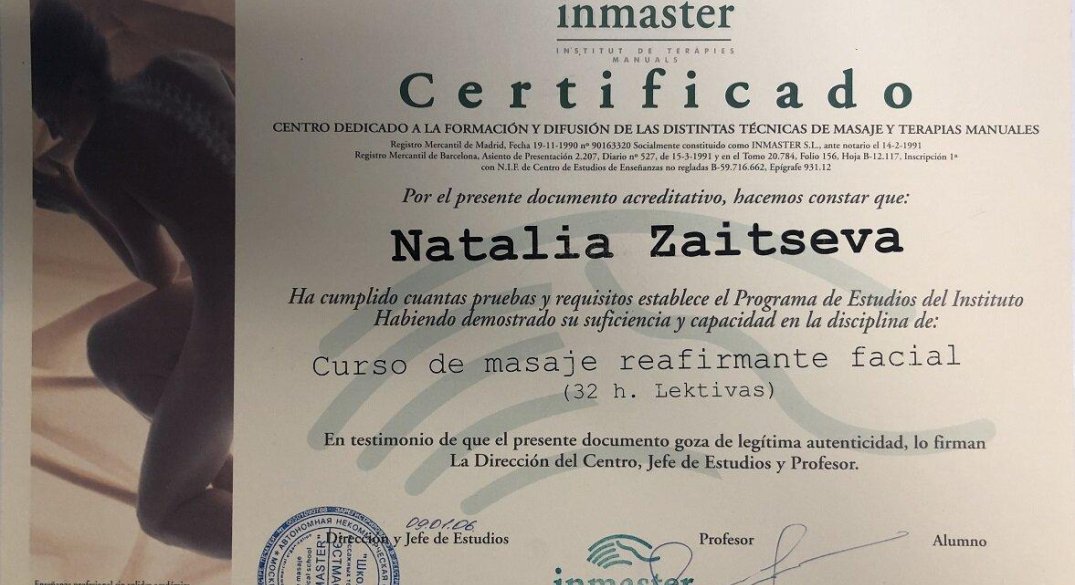 inmaster
INSTITUT DE TERÀPIES
MANUALS
Certificado
CENTRO DEDICADO A LA FORMACIÓN Y DIFUSIÓN DE LAS DISTINTAS TÉCNICAS DE MASAJE Y TERAPIAS MANUALES
Registro Mercantil de Madrid, Fecha 19-11-1990 nº 90163320 Socialmente constituido como INMASTER S.L., ante notario el 14-2-1991
Registro Mercantil de Barcelona, Asiento de Presentación 2.207, Diario nº 527, de 15-3-1991 y en el Tomo 20.784, Folio 156, Hoja B-12.117. Inscripción 1ª
con N.I.F. de Centro de Estudios de Enseñanzas no regladas B-59.716.662, Epígrafe 931.12
Por el presente documento acreditativo, hacemos constar que:
Natalia Zaitseva
Ha cumplido cuantas pruebas y requisitos establece el Programa de Estudios del Instituto
Habiendo demostrado su suficiencia y capacidad en la disciplina de:
Curso de masaje reafirmante facial
(32 h. Lektivas)
En testimonio de que el presente documento goza de legítima autenticidad, lo firman
La Dirección del Centro, Jefe de Estudios y Profesor.
09.01.06
Dirección y Jefe de Estudios
Profesor
Alumno
АВТОНОМНАЯ
inmaster